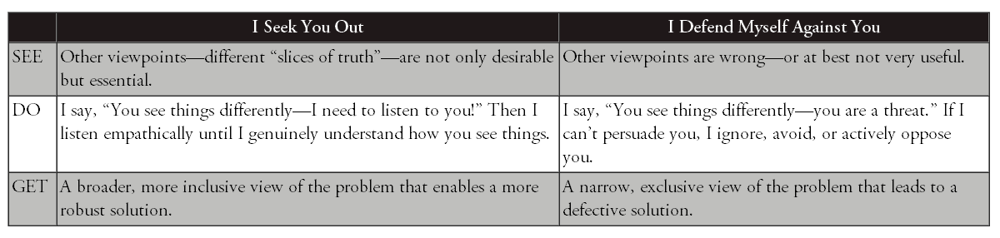 I Seek You Out
I Defend Myself Against You
SEE
Other viewpoints—different “slices of truth”—are not only desirable
but essential.
Other viewpoints are wrong—or at best not very useful.
DO
I say, “You see things differently—I need to listen to you!” Then I
listen empathically until I genuinely understand how you see things.
I say, “You see things differently—you are a threat.” If I
can’t persuade you, I ignore, avoid, or actively oppose
you.
GET
A broader, more inclusive view of the problem that enables a more
robust solution.
A narrow, exclusive view of the problem that leads to a
defective solution.